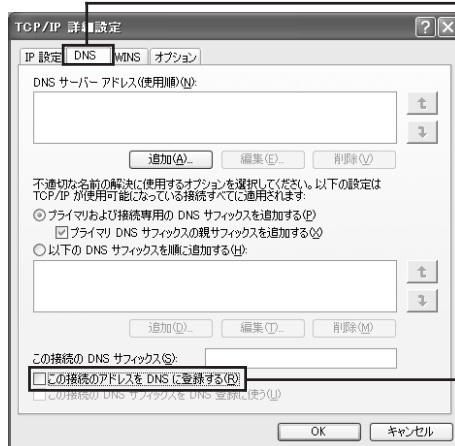 TCP/IP 詳細設定
IP 設定 DNS WINS オプション
DNS サーバー アドレス(使用順)(N):
追加(A)... 編集(E)... 削除(V)
不適切な名前の解決に使用するオプションを選択してください。以下の設定は
TCP/IP が使用可能になっている接続すべてに適用されます:
プライマリおよび接続専用の DNS サフィックスを追加する(P)
プライマリ DNS サフィックスの親サフィックスを追加する(X)
以下の DNS サフィックスを順に追加する(H):
追加(D)... 編集(T)... 削除(M)
この接続の DNS サフィックス(S):
この接続のアドレスを DNS に登録する(R)
この接続の DNS サフィックスを DNS 登録に使う(U)
OK キャンセル